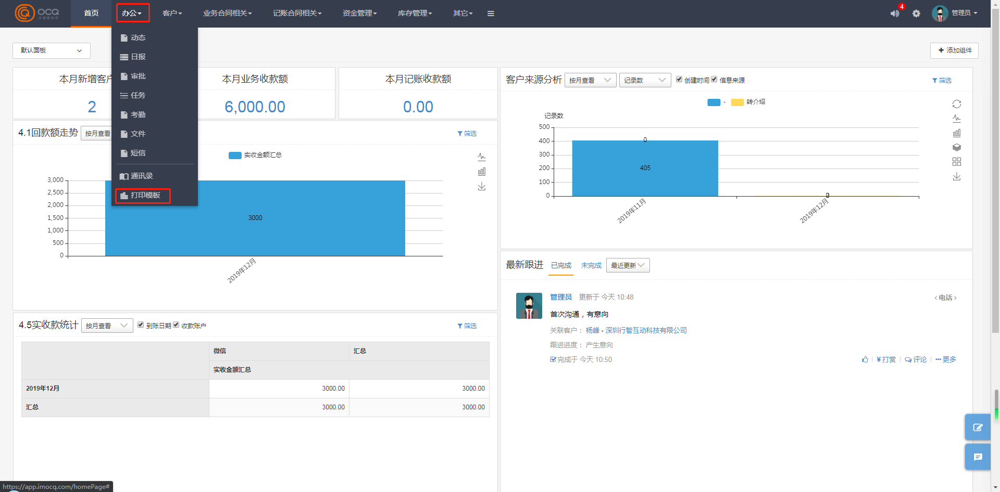 OCQ
首页
办公
客户
业务合同相关
记账合同相关
资金管理
库存管理
其它
4
管理员
动态
日报
审批
任务
考勤
文件
短信
通讯录
打印模板
默认面板
添加组件
本月新增客户
2
本月业务收款额
6,000.00
本月记账收款额
0.00
4.1回款额走势 按月查看
筛选
实收金额汇总
3,000
2,500
2,000
1,500
1,000
500
0
3000
2019年12月
客户来源分析 按月查看 记录数 创建时间 信息来源
筛选
- 转介绍
记录数
500
400
300
200
100
0
0
405
2019年11月
2019年12月
4.5实收款统计 按月查看 到账日期 收款账户
筛选
微信 汇总
实收金额汇总
2019年12月 3000.00 3000.00
汇总 3000.00 3000.00
最新跟进 已完成 未完成 最近更新
管理员 更新于 今天 10:48
电话
首次沟通，有意向
关联客户： 杨峰 - 深圳行智互动科技有限公司
跟进进度： 产生意向
完成于 今天 10:50
¥打赏 评论 更多
https://app.imocq.com/homePage#